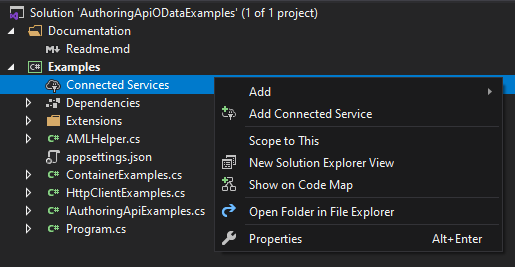 Solution 'AuthoringApiODataExamples' (1 of 1 project)
Documentation
M↓ Readme.md
C# Examples
Connected Services
Dependencies
Extensions
C# AMLHelper.cs
appsettings.json
C# ContainerExamples.cs
C# HttpClientExamples.cs
C# IAuthoringApiExamples.cs
C# Program.cs
Add
Add Connected Service
Scope to This
New Solution Explorer View
Show on Code Map
Open Folder in File Explorer
Properties Alt+Enter